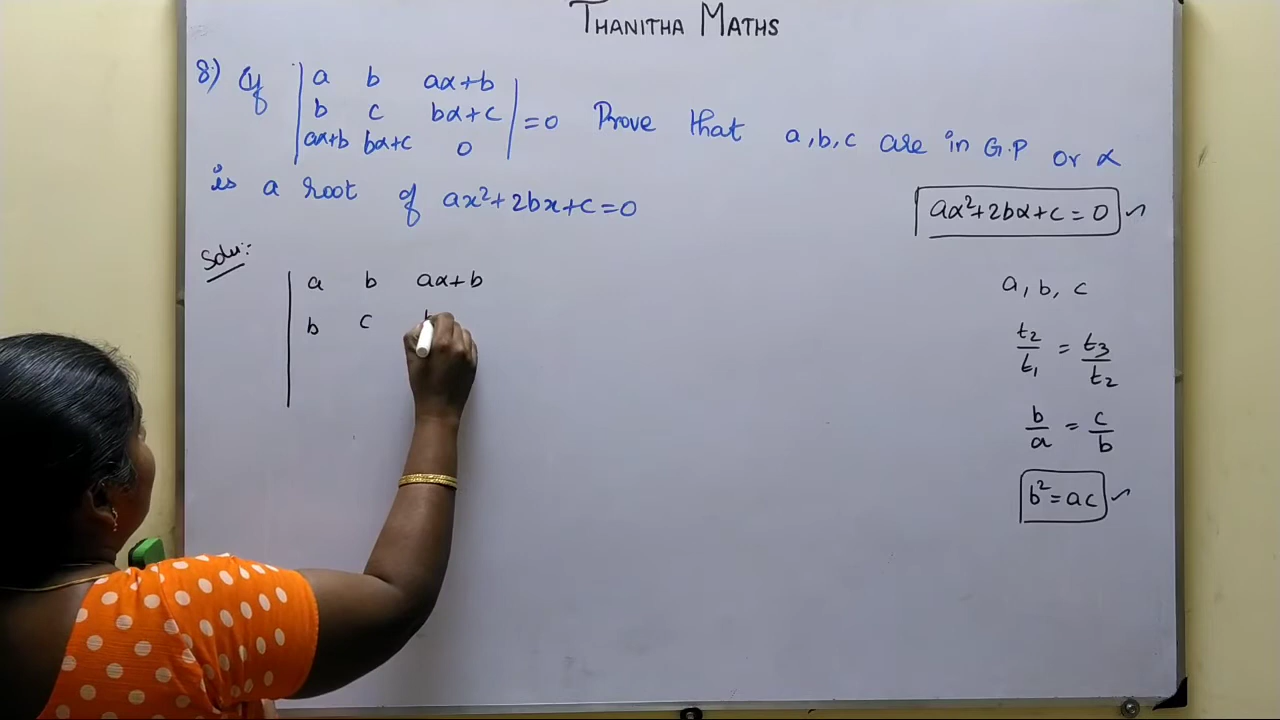 THANITHA MATHS
8) If | a b aα+b |
| b c bα+c | =0 Prove that a,b,c are in G.P or α
| aα+b bα+c 0 |
is a root of ax²+2bx+c=0
aα²+2bα+c=0
Solu:
| a b aα+b
b c
a, b, c
t₂/t₁ = t₃/t₂
b/a = c/b
b²=ac